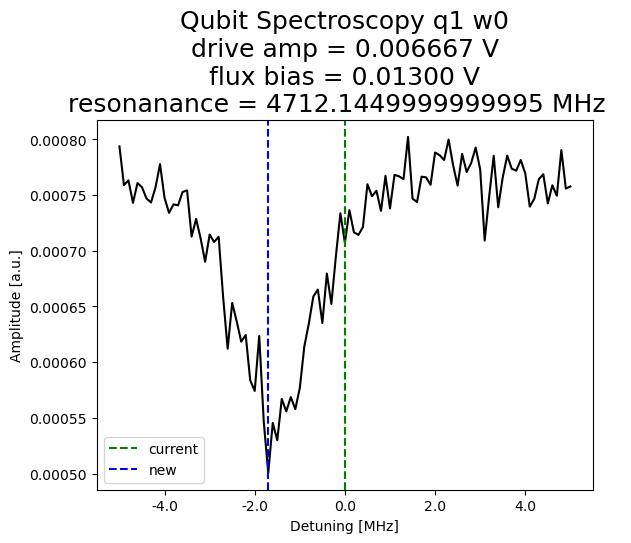 Qubit Spectroscopy q1 w0
drive amp = 0.006667 V
flux bias = 0.01300 V
resonanance = 4712.1449999999995 MHz
0.00080
0.00075
0.00070
0.00065
0.00060
0.00055
0.00050
Amplitude [a.u.]
current
new
-4.0 -2.0 0.0 2.0 4.0
Detuning [MHz]